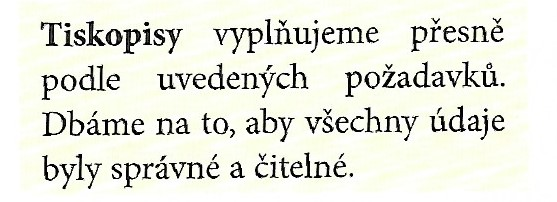 Tiskopisy vyplňujeme přesně
podle uvedených požadavků.
Dbáme na to, aby všechny údaje
byly správné a čitelné.